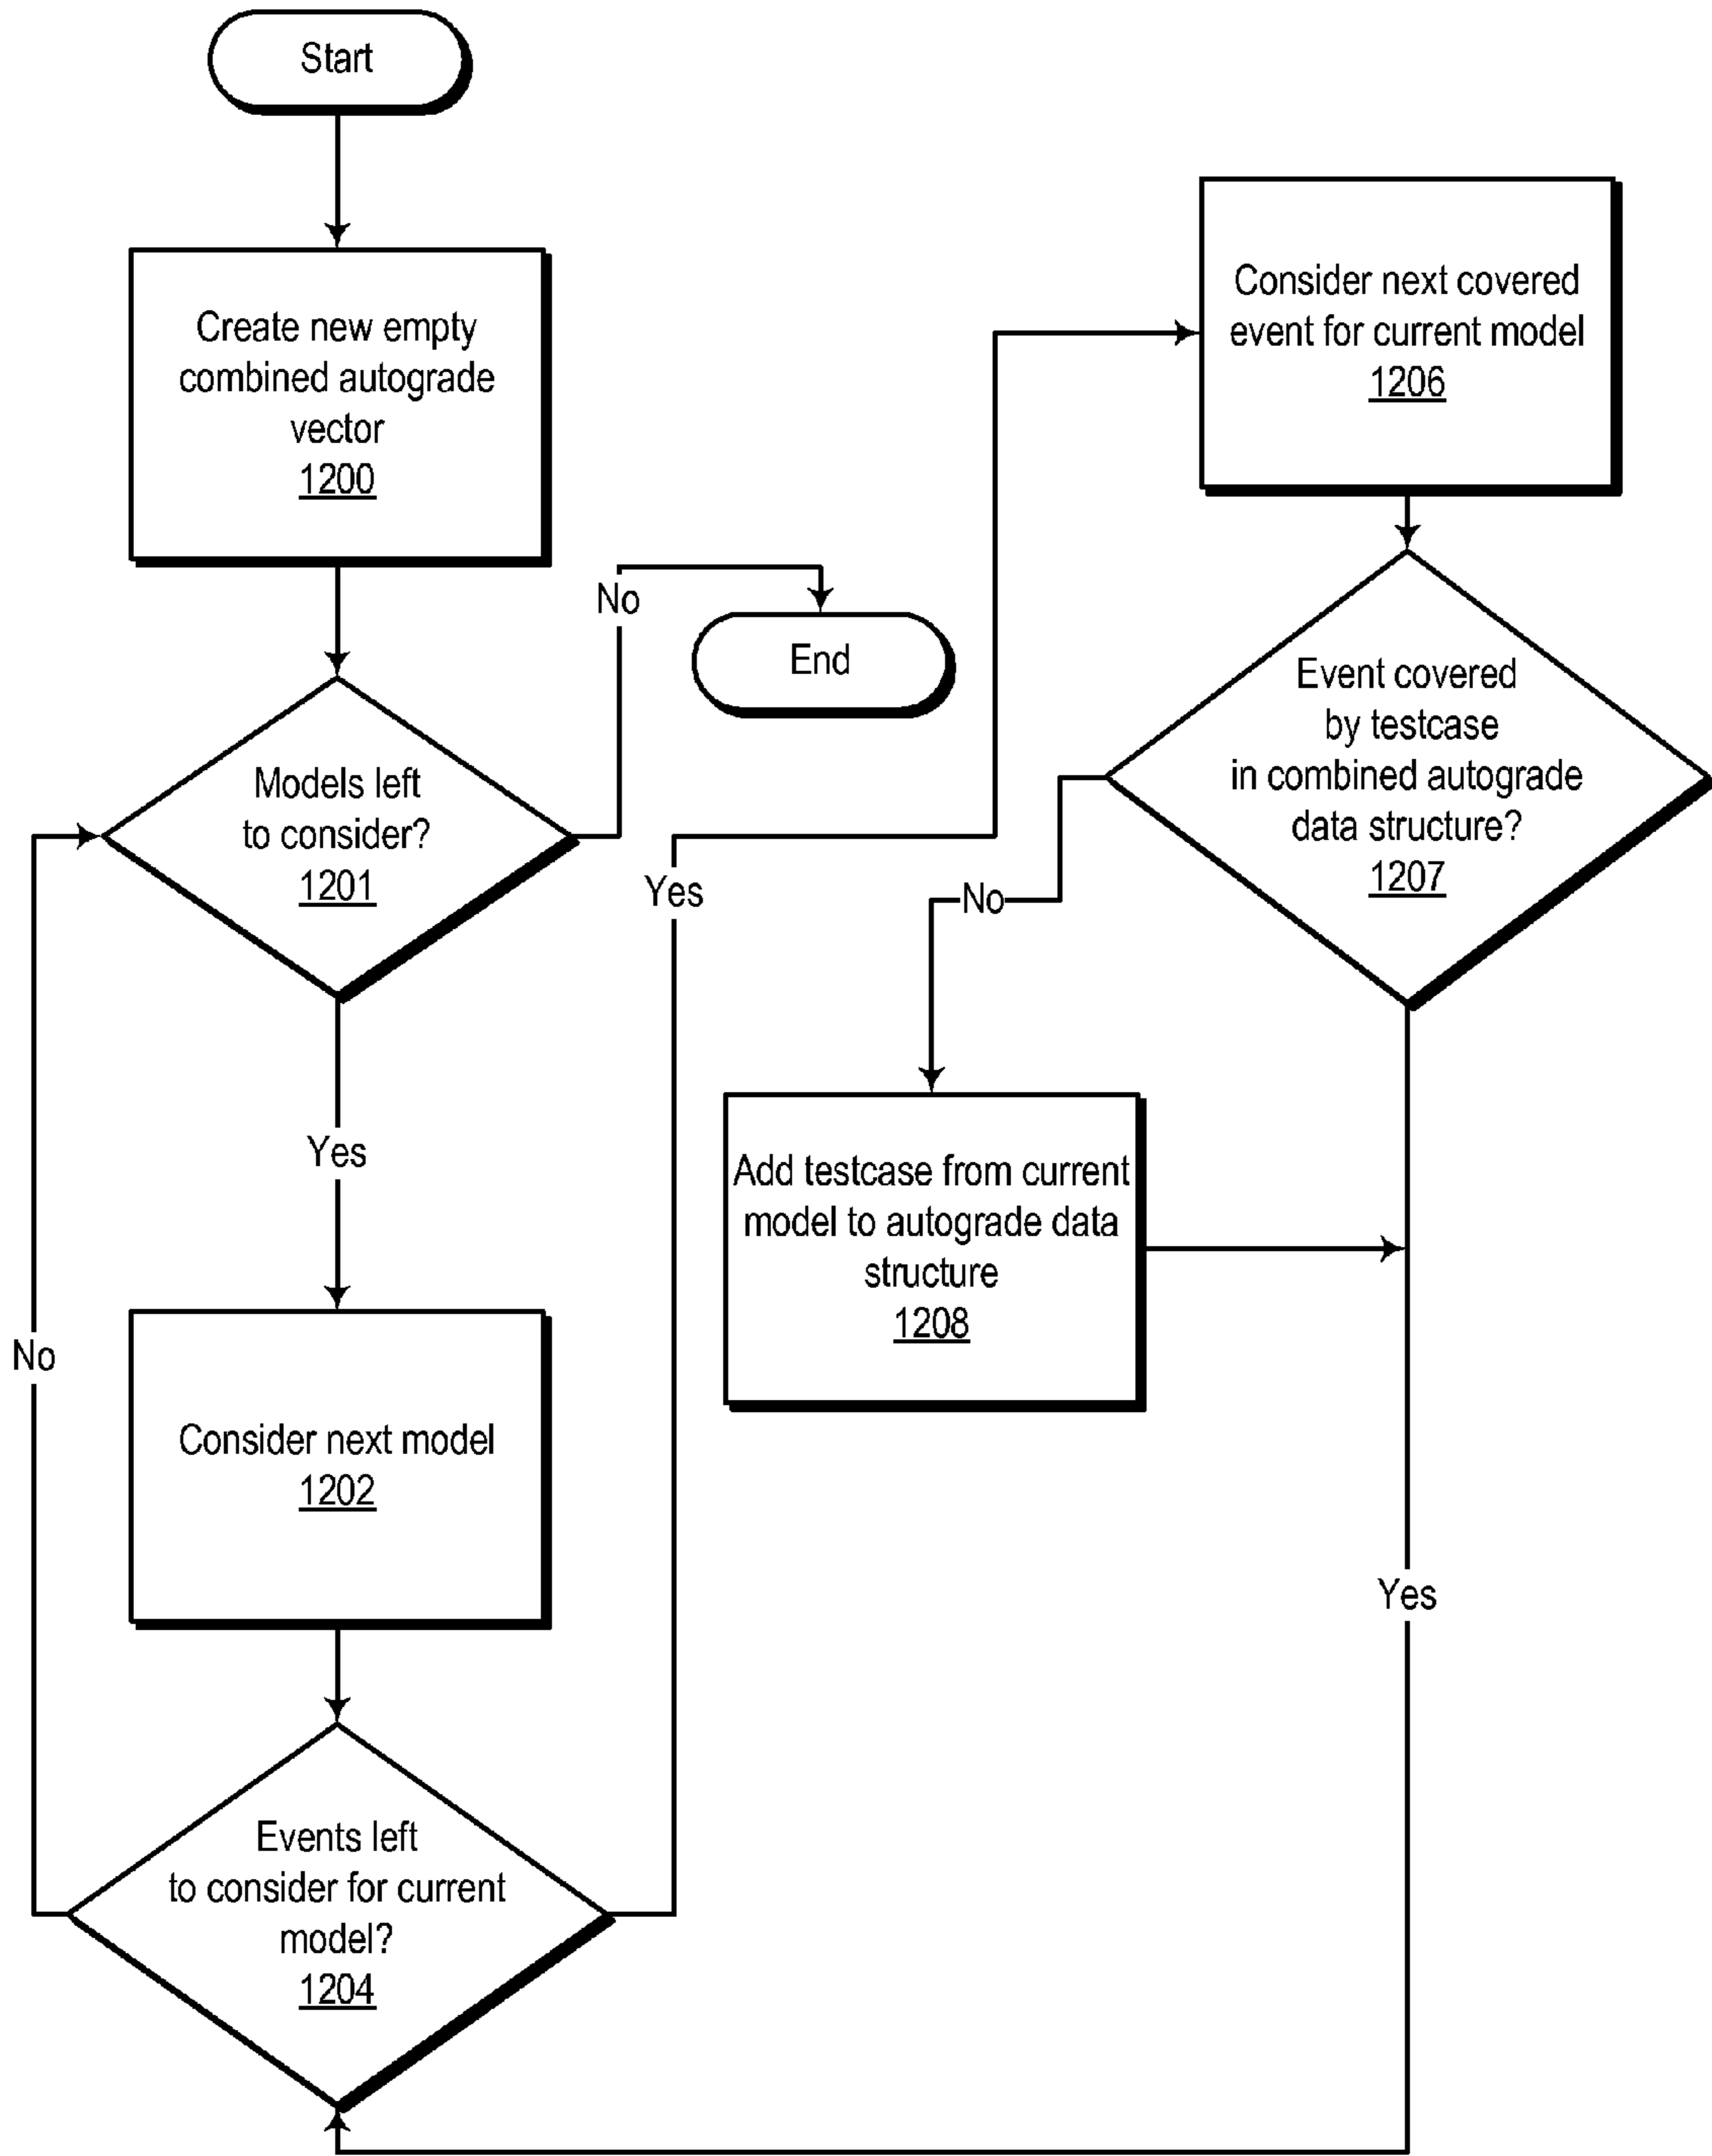 Start
Create new empty
combined autograde
vector
1200
Models left
to consider?
1201
No
End
Yes
Consider next model
1202
No
Events left
to consider for current
model?
1204
Yes
Consider next covered
event for current model
1206
Event covered
by testcase
in combined autograde
data structure?
1207
No
Add testcase from current
model to autograde data
structure
1208
Yes